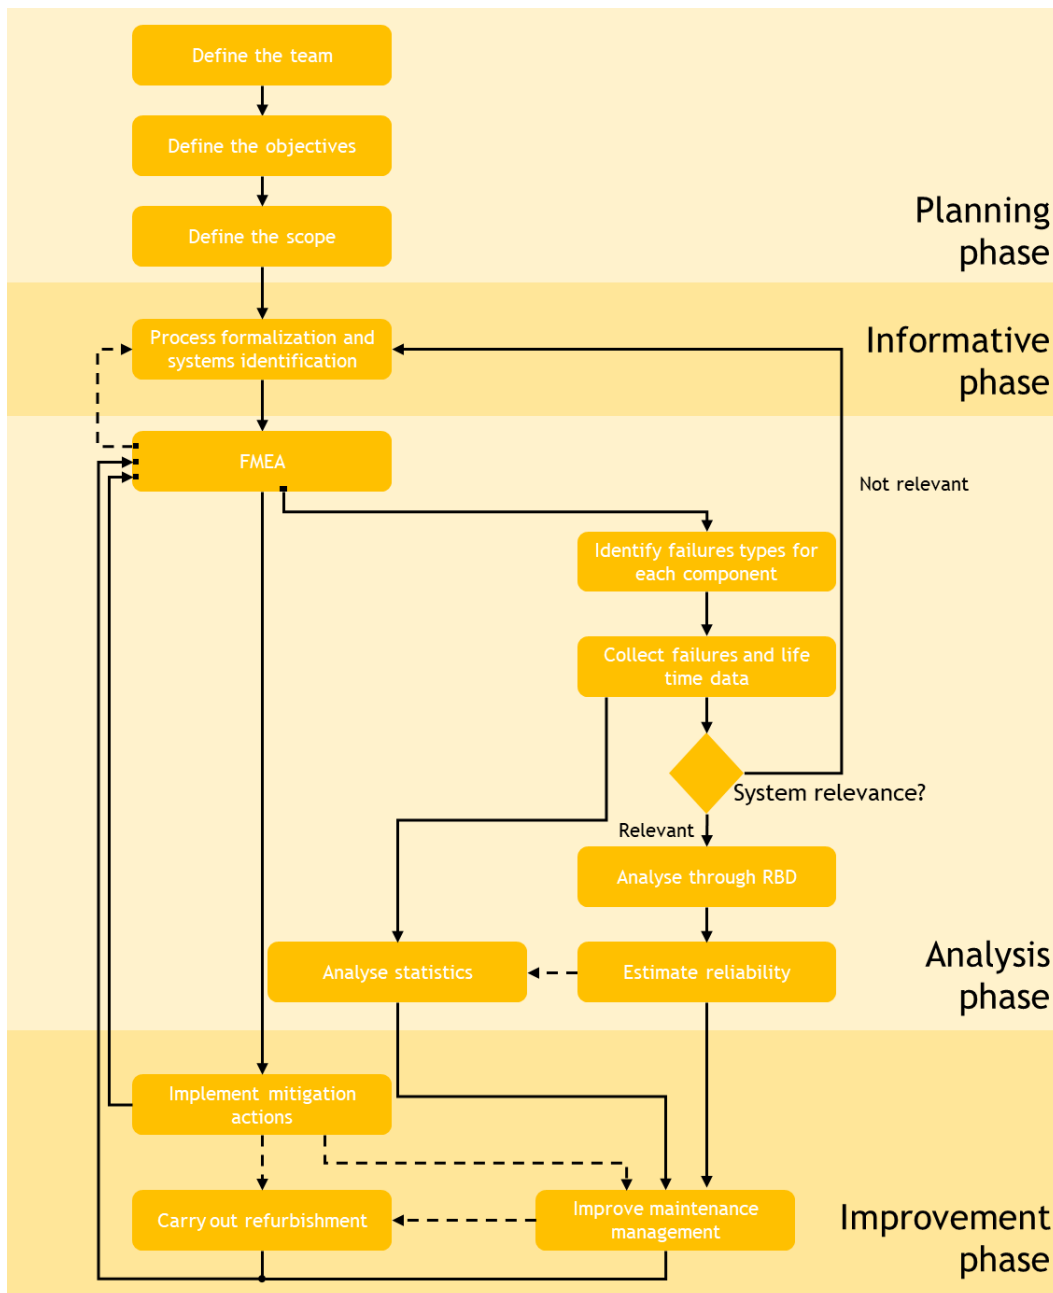 Define the team
Define the objectives
Define the scope
Planning
phase
Process formalization and
systems identification
Informative
phase
FMEA
Not relevant
Identify failures types for
each component
Collect failures and life
time data
System relevance?
Relevant
Analyse through RBD
Analyse statistics
Estimate reliability
Analysis
phase
Implement mitigation
actions
Carry out refurbishment
Improve maintenance
management
Improvement
phase